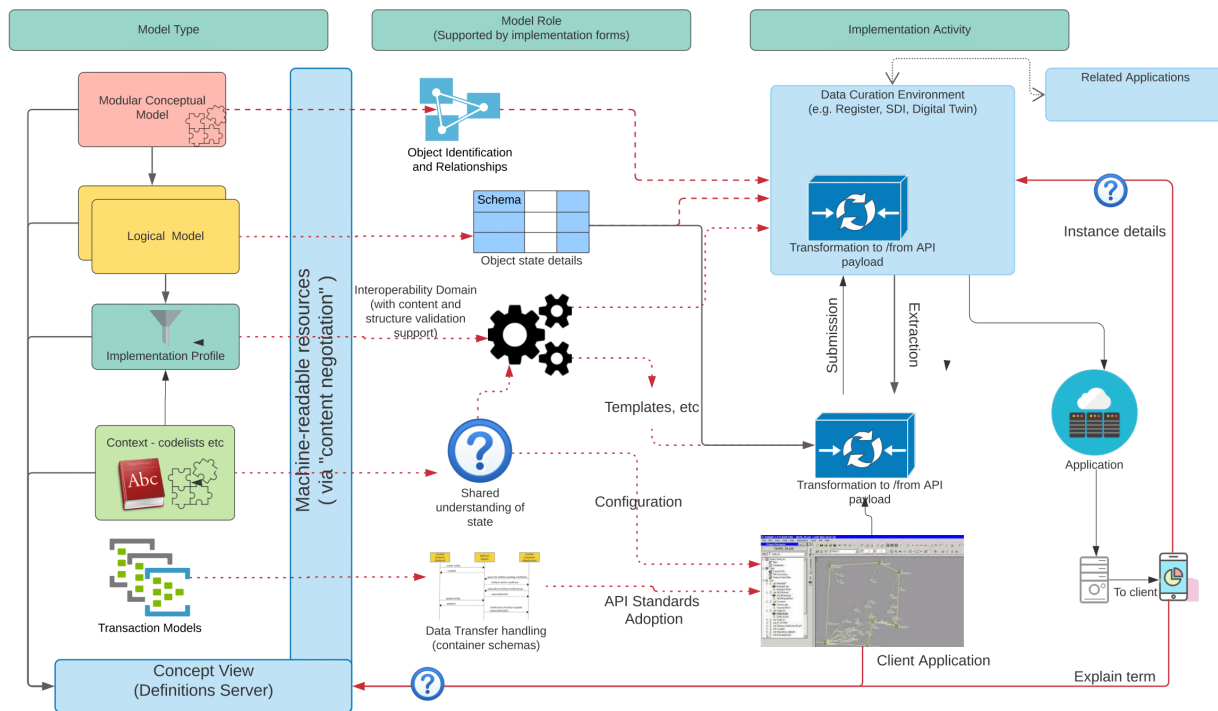 Model Type
Model Role
(Supported by implementation forms)
Implementation Activity
Modular Conceptual
Model
Object Identification
and Relationships
Data Curation Environment
(e.g. Register, SDI, Digital Twin)
Related Applications
Logical Model
Schema
Object state details
Transformation to /from API
payload
Instance details
Machine-readable resources
( via "content negotiation" )
Interoperability Domain
(with content and
structure validation
support)
Implementation Profile
Submission
Extraction
Templates, etc
Context - codelists etc
Abc
Shared
understanding of
state
Configuration
Transformation to /from API
payload
Application
Transaction Models
Data Transfer handling
(container schemas)
API Standards
Adoption
Client Application
To client
Concept View
(Definitions Server)
Explain term